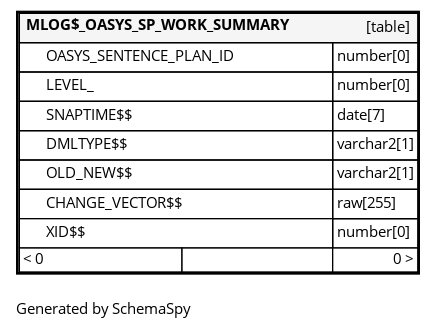 MLOG$_OASYS_SP_WORK_SUMMARY [table]
OASYS_SENTENCE_PLAN_ID number[0]
LEVEL_ number[0]
SNAPTIME$$ date[7]
DMLTYPE$$ varchar2[1]
OLD_NEW$$ varchar2[1]
CHANGE_VECTOR$$ raw[255]
XID$$ number[0]
< 0 0 >
Generated by SchemaSpy